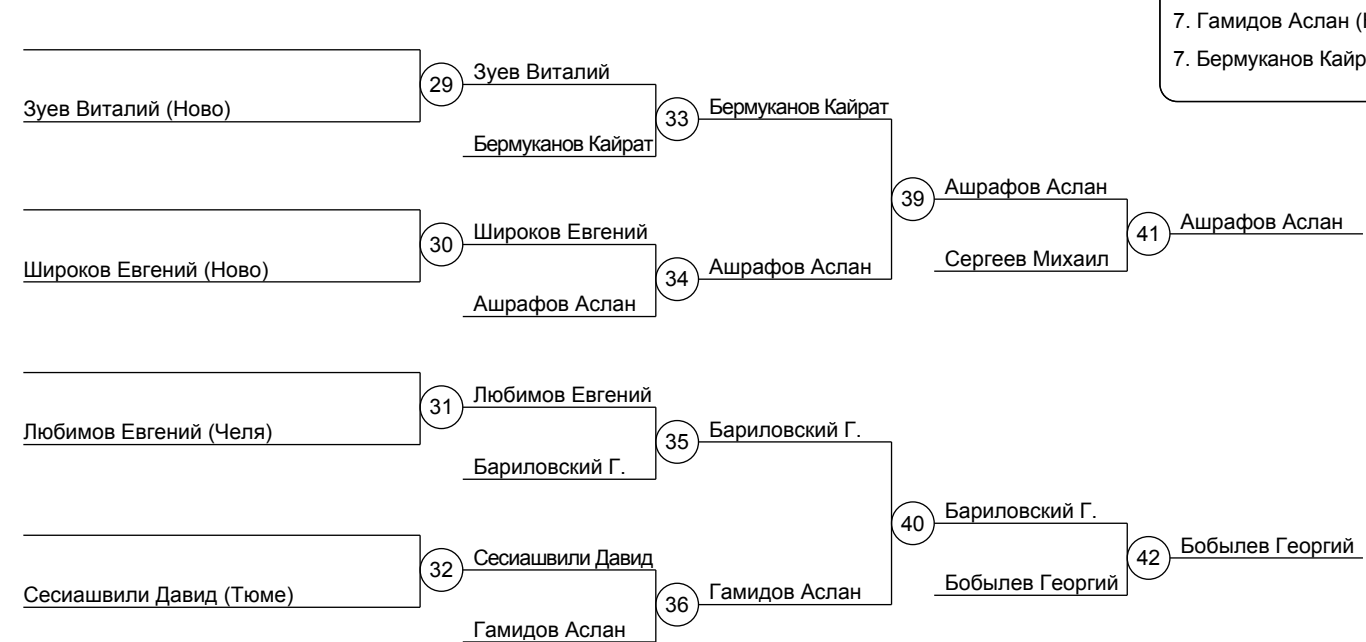 7. Гамидов Аслан (
7. Бермуканов Кайр
Зуев Виталий (Ново)
29
Зуев Виталий
Бермуканов Кайрат
33
Бермуканов Кайрат
Широков Евгений (Ново)
30
Широков Евгений
Ашрафов Аслан
34
Ашрафов Аслан
39
Ашрафов Аслан
Сергеев Михаил
41
Ашрафов Аслан
Любимов Евгений (Челя)
31
Любимов Евгений
Бариловский Г.
35
Бариловский Г.
Сесиашвили Давид (Тюме)
32
Сесиашвили Давид
Гамидов Аслан
36
Гамидов Аслан
40
Бариловский Г.
Бобылев Георгий
42
Бобылев Георгий